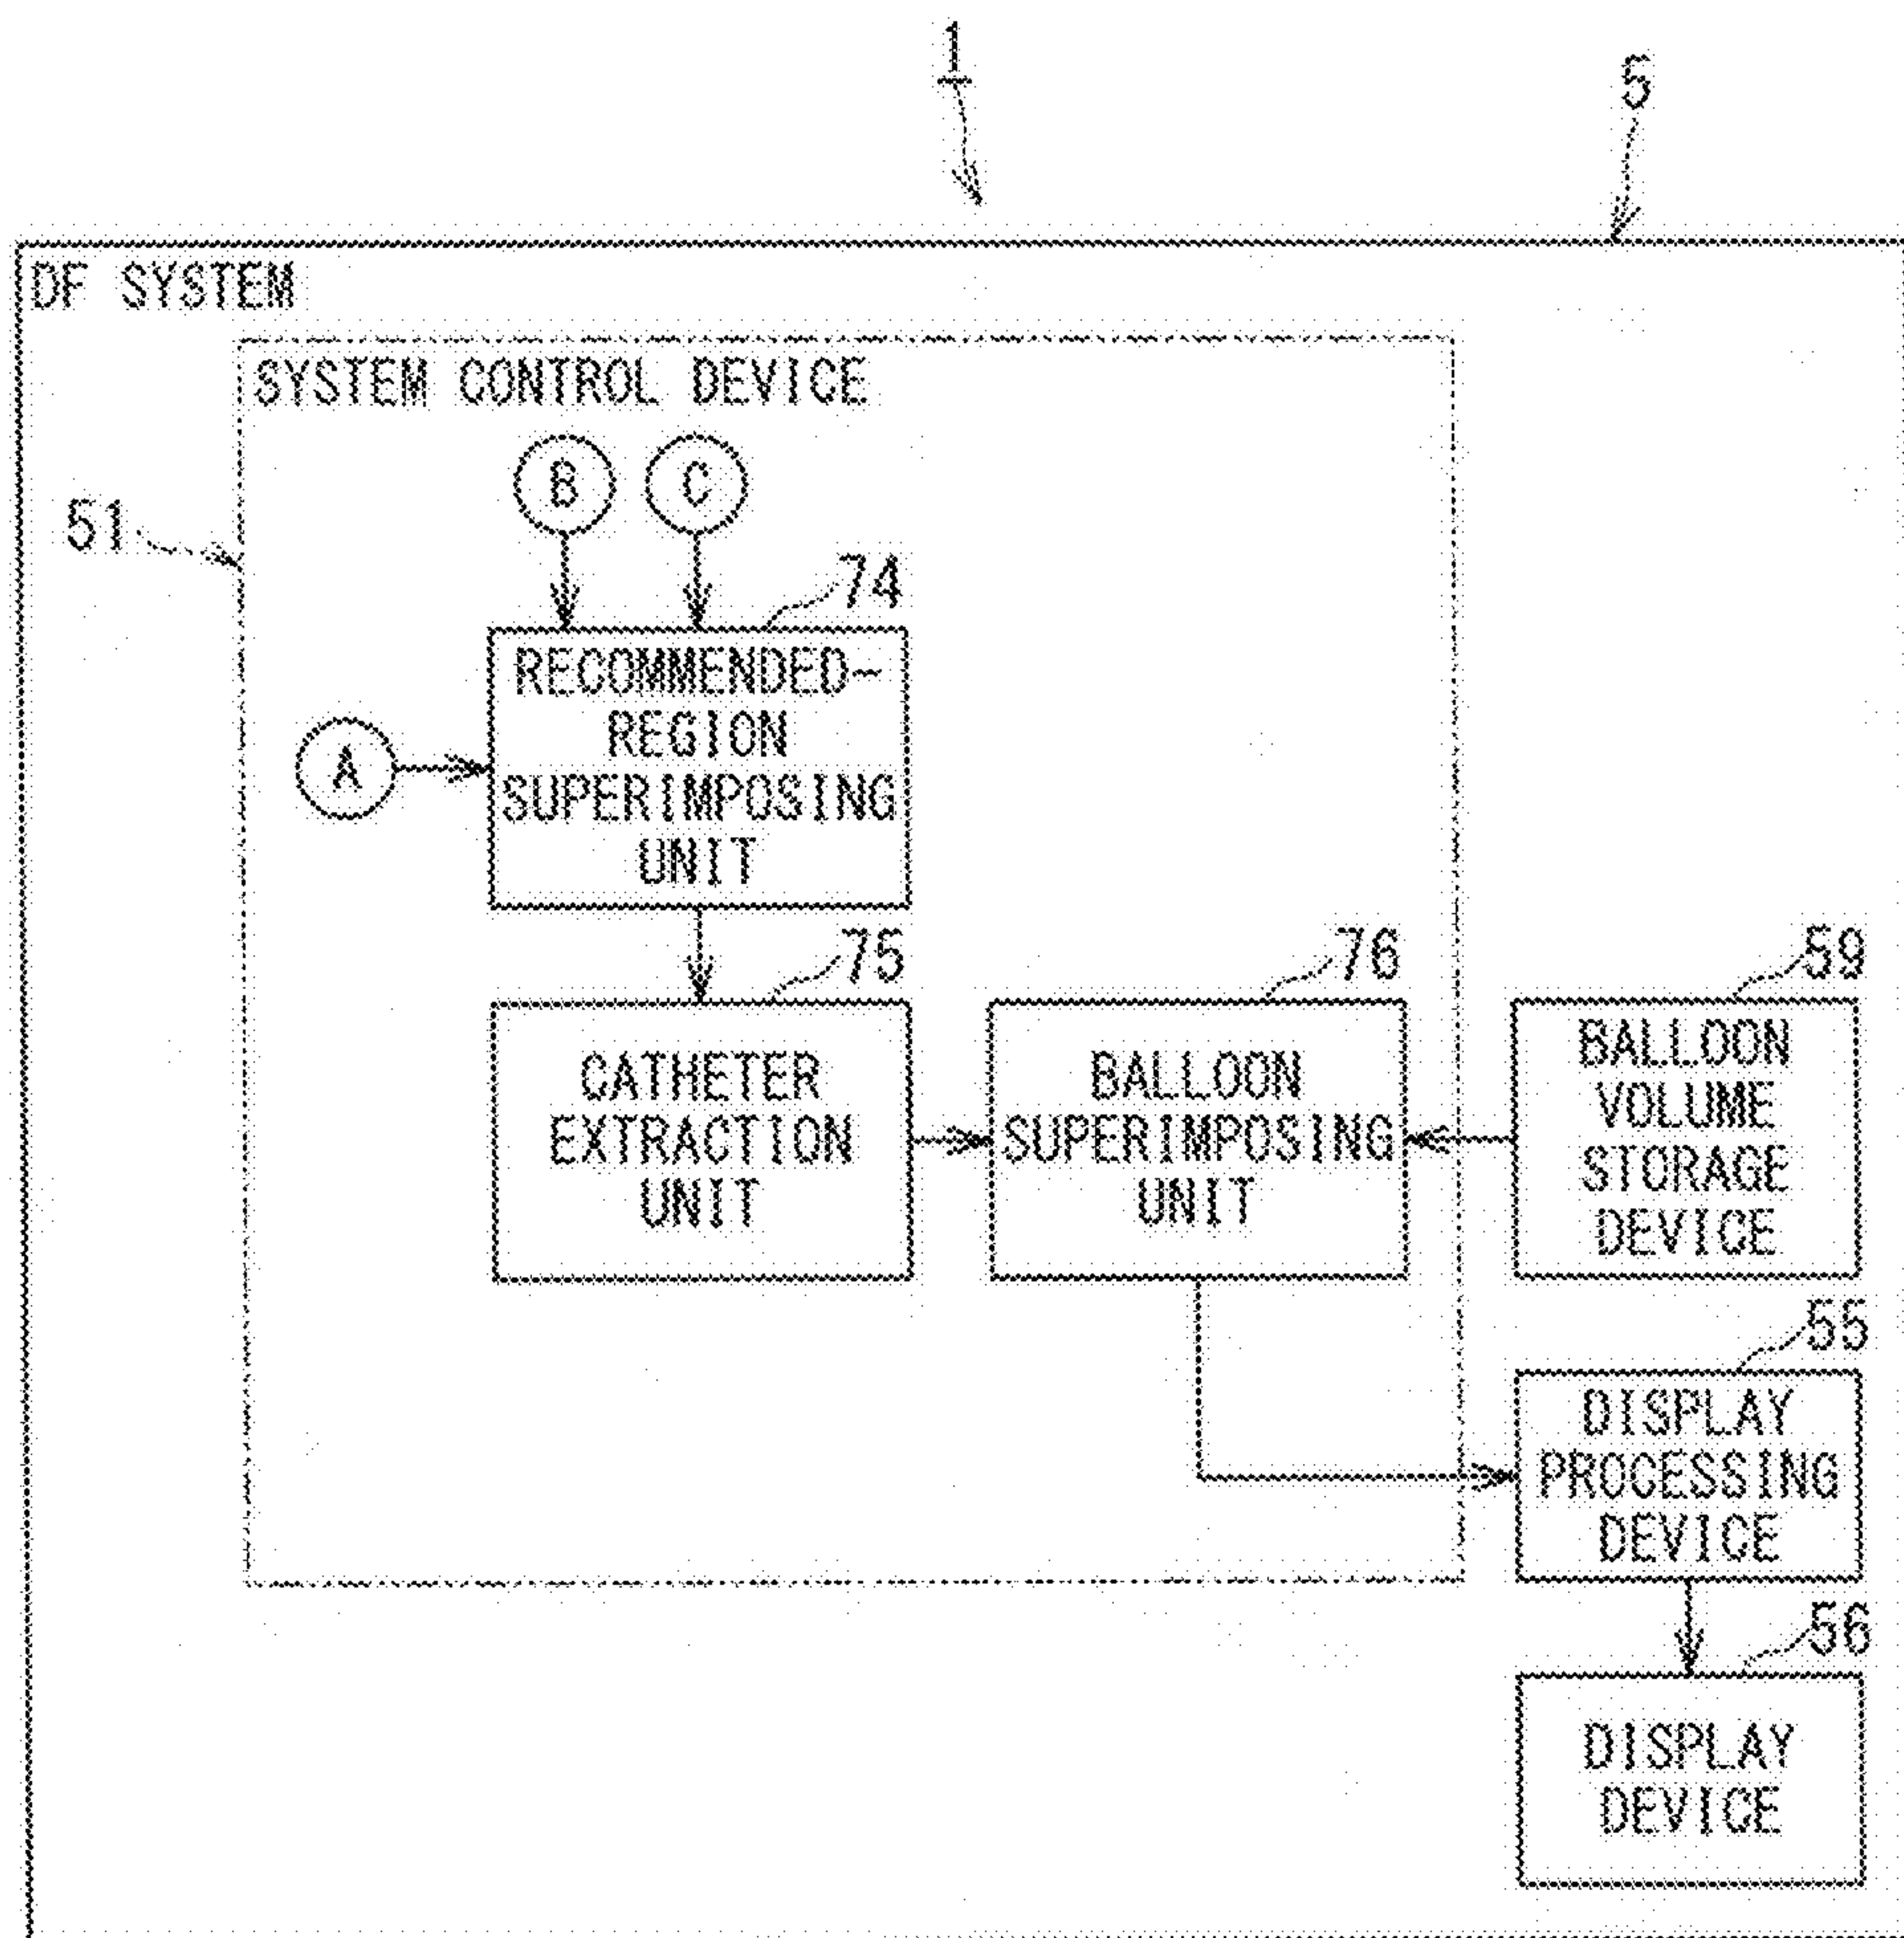 1
5
DF SYSTEM
SYSTEM CONTROL DEVICE
B
C
51
74
RECOMMENDED-
REGION
SUPERIMPOSING
UNIT
A
75
CATHETER
EXTRACTION
UNIT
76
BALLOON
SUPERIMPOSING
UNIT
59
BALLOON
VOLUME
STORAGE
DEVICE
55
DISPLAY
PROCESSING
DEVICE
56
DISPLAY
DEVICE